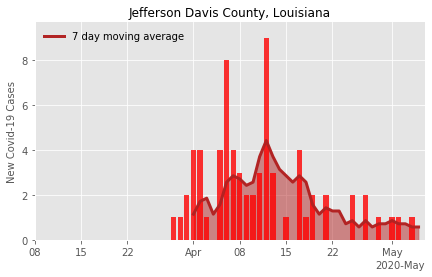 Jefferson Davis County, Louisiana
7 day moving average
New Covid-19 Cases
8
6
4
2
0
08 15 22 Apr 08 15 22 May
2020-May